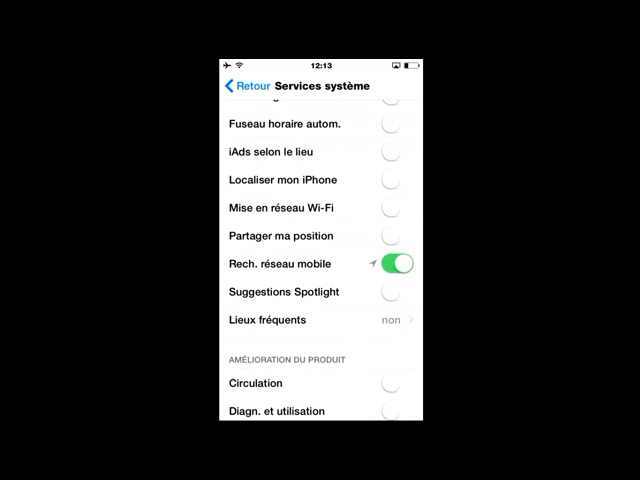 12:13
Retour Services système
Fuseau horaire autom.
iAds selon le lieu
Localiser mon iPhone
Mise en réseau Wi-Fi
Partager ma position
Rech. réseau mobile
Suggestions Spotlight
Lieux fréquents non
AMÉLIORATION DU PRODUIT
Circulation
Diagn. et utilisation